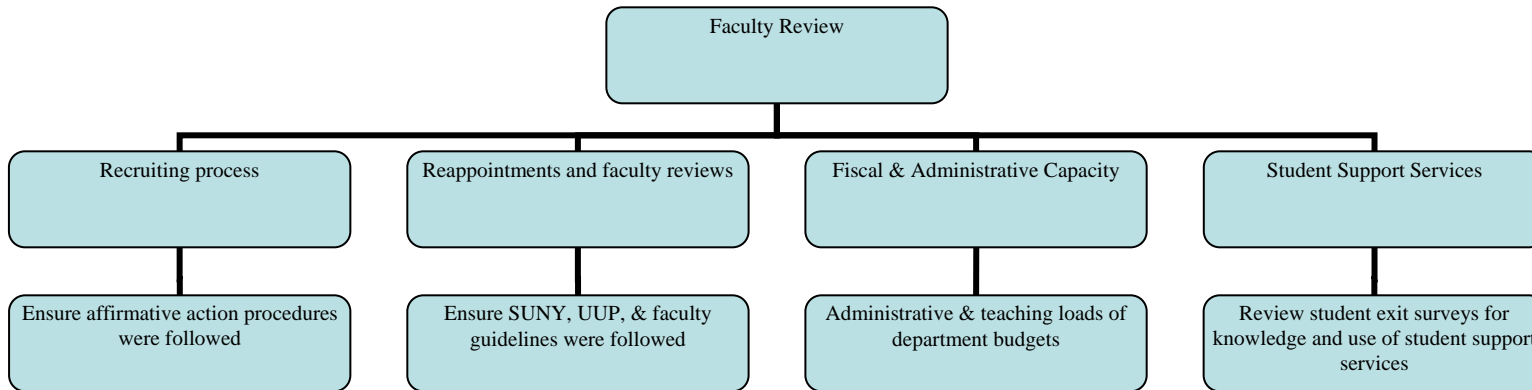 Faculty Review
Recruiting process
Reappointments and faculty reviews
Fiscal & Administrative Capacity
Student Support Services
Ensure affirmative action procedures
were followed
Ensure SUNY, UUP, & faculty
guidelines were followed
Administrative & teaching loads of
department budgets
Review student exit surveys for
knowledge and use of student support
services